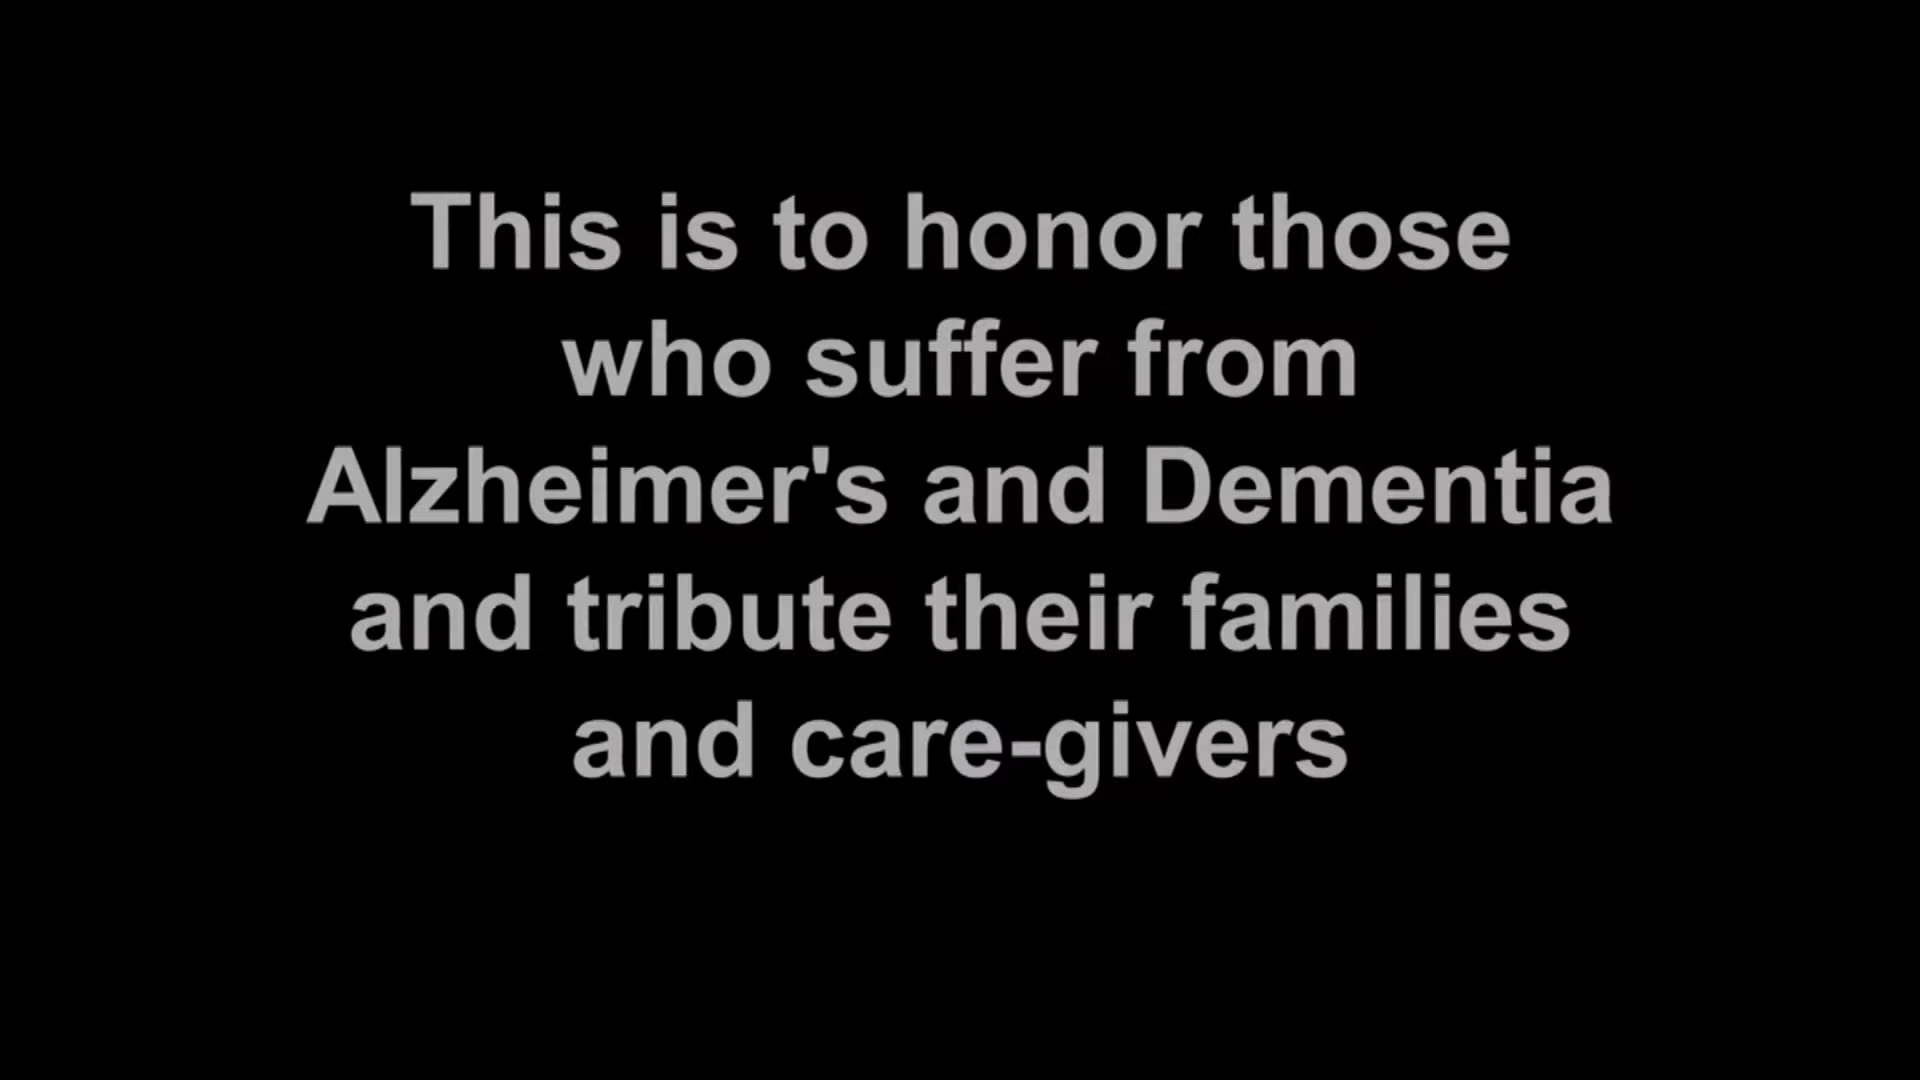 This is to honor those
who suffer from
Alzheimer's and Dementia
and tribute their families
and care-givers